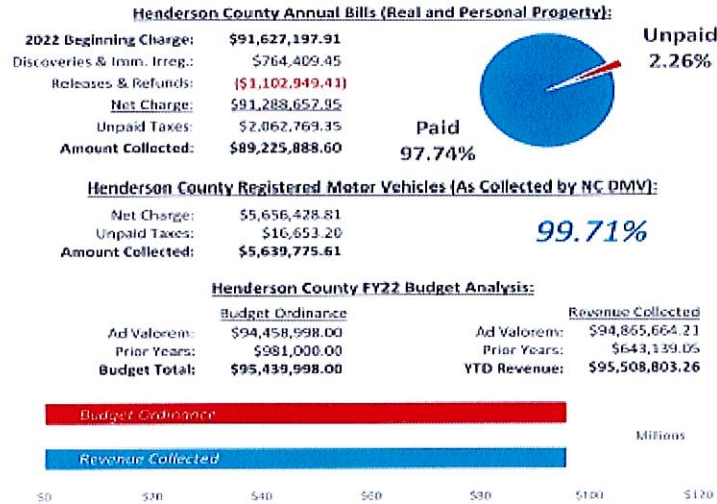 Henderson County Annual Bills (Real and Personal Property):
2022 Beginning Charge: $91,627,197.91
Discoveries & Imm. Irreg.: $764,409.45
Releases & Refunds: ($1,102,949.41)
Net Charge: $91,288,657.95
Unpaid Taxes: $2,062,769.35
Amount Collected: $89,225,888.60
Unpaid
2.26%
Paid
97.74%
Henderson County Registered Motor Vehicles (As Collected by NC DMV):
Net Charge: $5,656,428.81
Unpaid Taxes: $16,653.20
Amount Collected: $5,639,775.61
99.71%
Henderson County FY22 Budget Analysis:
Budget Ordinance Revenue Collected
Ad Valorem: $94,458,998.00 Ad Valorem: $94,865,664.21
Prior Years: $981,000.00 Prior Years: $643,139.05
Budget Total: $95,439,998.00 YTD Revenue: $95,508,803.26
Budget Ordinance
Millions
Revenue Collected
$0 $20 $40 $60 $80 $100 $120